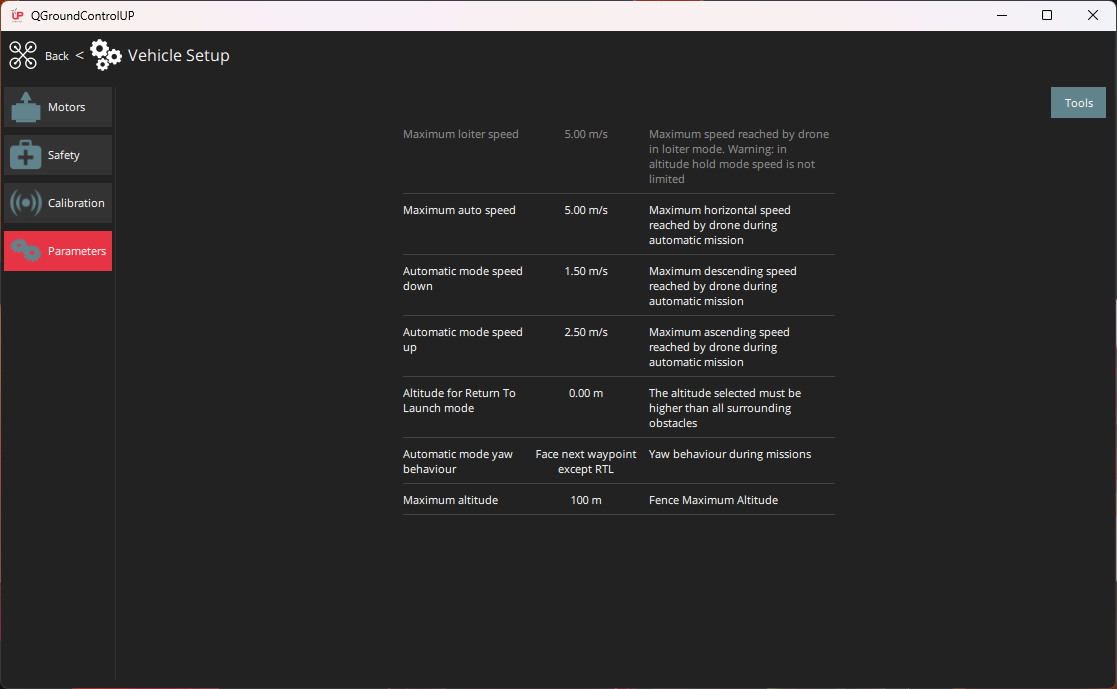 UP QGroundControlUP
Back < Vehicle Setup
Motors
Safety
Calibration
Parameters
Tools
Maximum loiter speed 5.00 m/s Maximum speed reached by drone
in loiter mode. Warning: in
altitude hold mode speed is not
limited
Maximum auto speed 5.00 m/s Maximum horizontal speed
reached by drone during
automatic mission
Automatic mode speed 1.50 m/s Maximum descending speed
down reached by drone during
automatic mission
Automatic mode speed 2.50 m/s Maximum ascending speed
up reached by drone during
automatic mission
Altitude for Return To 0.00 m The altitude selected must be
Launch mode higher than all surrounding
obstacles
Automatic mode yaw Face next waypoint Yaw behaviour during missions
behaviour except RTL
Maximum altitude 100 m Fence Maximum Altitude